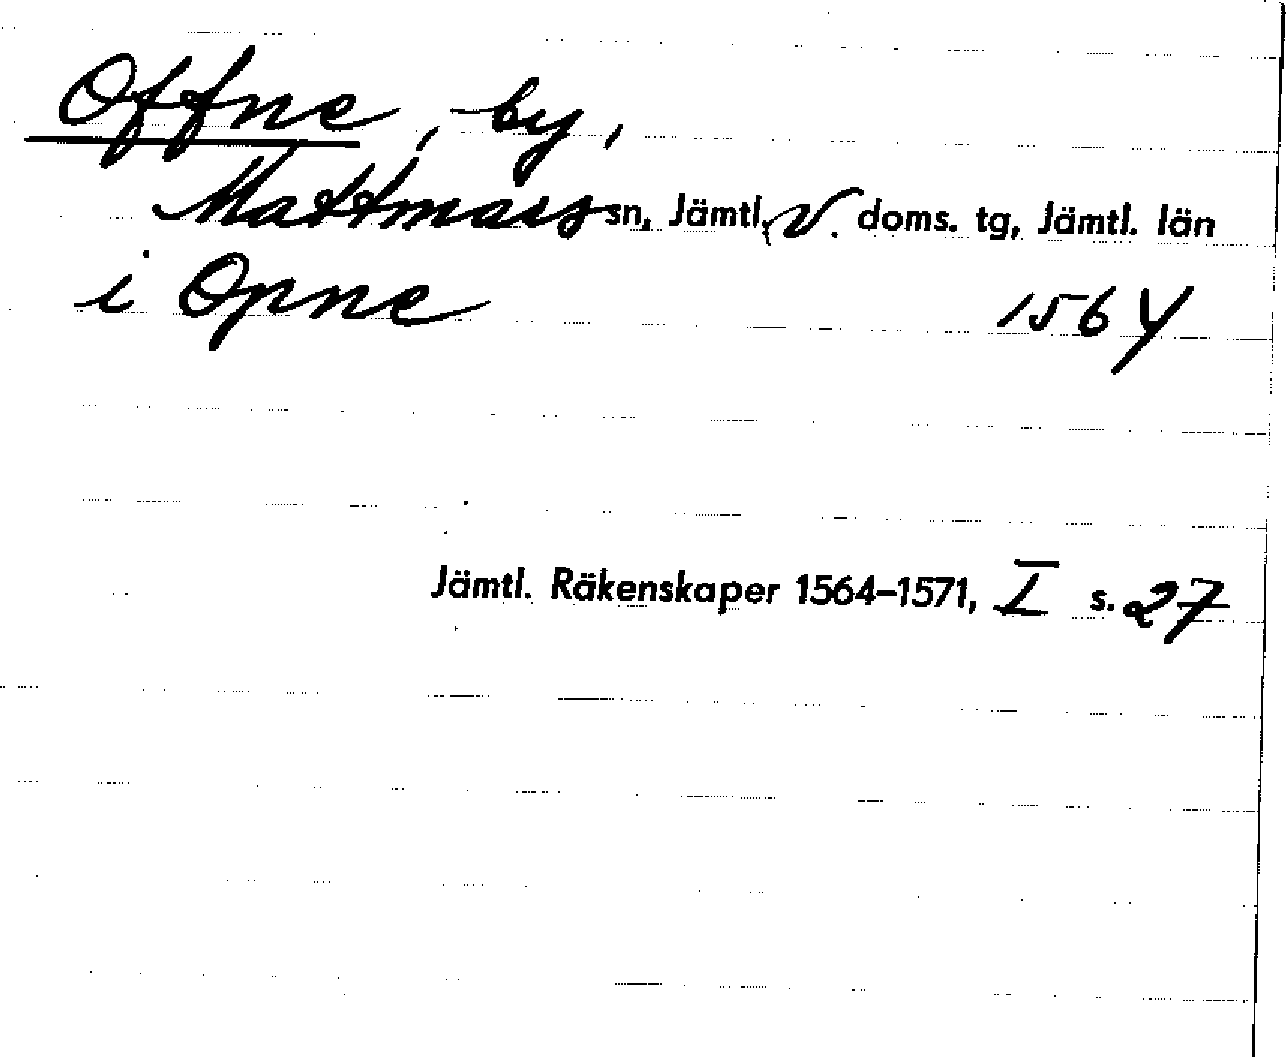 Offne, by,
Mattmars sn, Jämtl. V. doms. tg, Jämtl. län
i Opne 1564
Jämtl. Räkenskaper 1564–1571, I s. 27